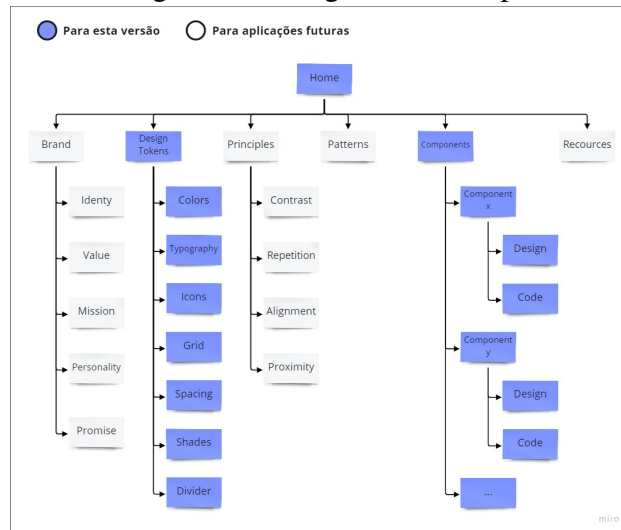 Para esta versão
Para aplicações futuras
Home
Brand
Design
Tokens
Principles
Patterns
Components
Recources
Identy
Value
Mission
Personality
Promise
Colors
Typography
Icons
Grid
Spacing
Shades
Divider
Contrast
Repetition
Alignment
Proximity
Component
x
Design
Code
Component
y
Design
Code
...
miro